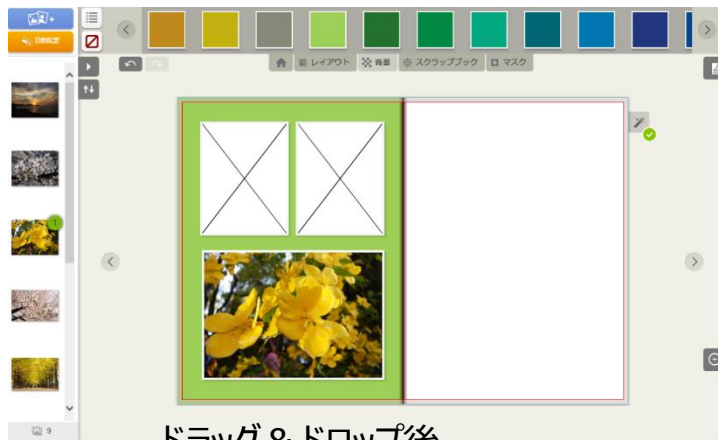 自動配置
レイアウト
背景
スクラップブック
マスク
1
9
ドラッグ＆ドロップ後